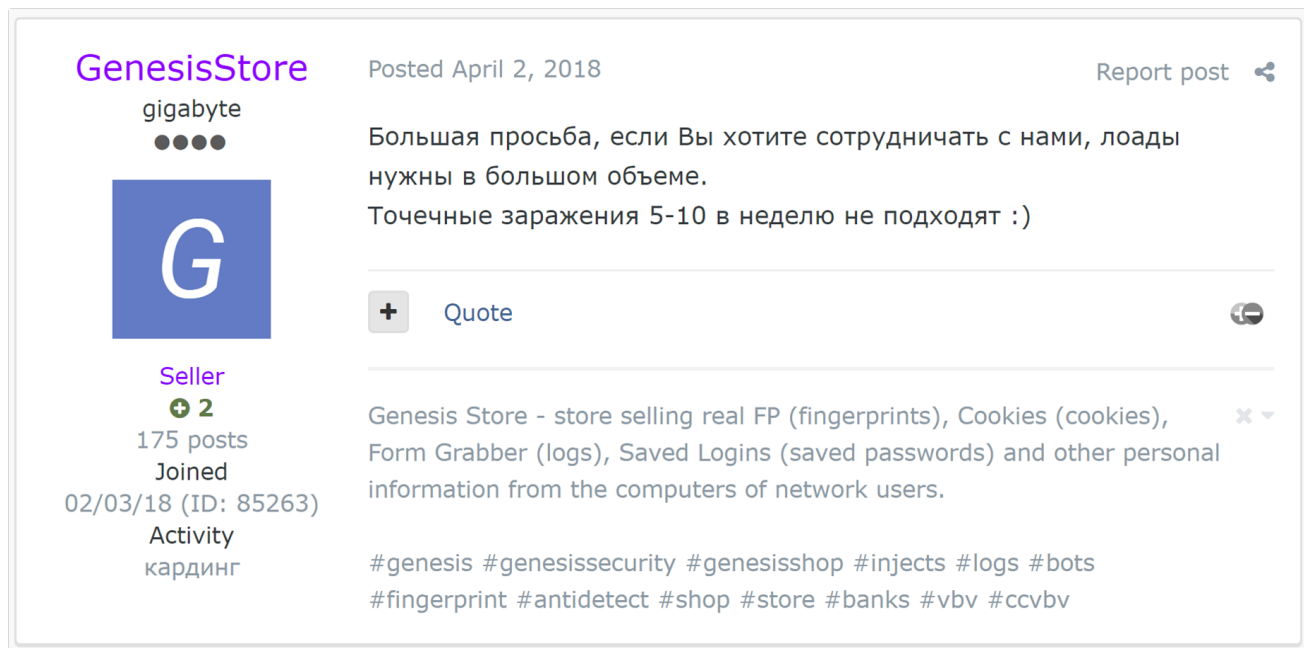 GenesisStore
gigabyte
G
Seller
2
175 posts
Joined
02/03/18 (ID: 85263)
Activity
кардинг
Posted April 2, 2018
Report post
Большая просьба, если Вы хотите сотрудничать с нами, лоады
нужны в большом объеме.
Точечные заражения 5-10 в неделю не подходят :)
+
Quote
Genesis Store - store selling real FP (fingerprints), Cookies (cookies),
Form Grabber (logs), Saved Logins (saved passwords) and other personal
information from the computers of network users.
#genesis #genesissecurity #genesisshop #injects #logs #bots
#fingerprint #antidetect #shop #store #banks #vbv #ccvbv